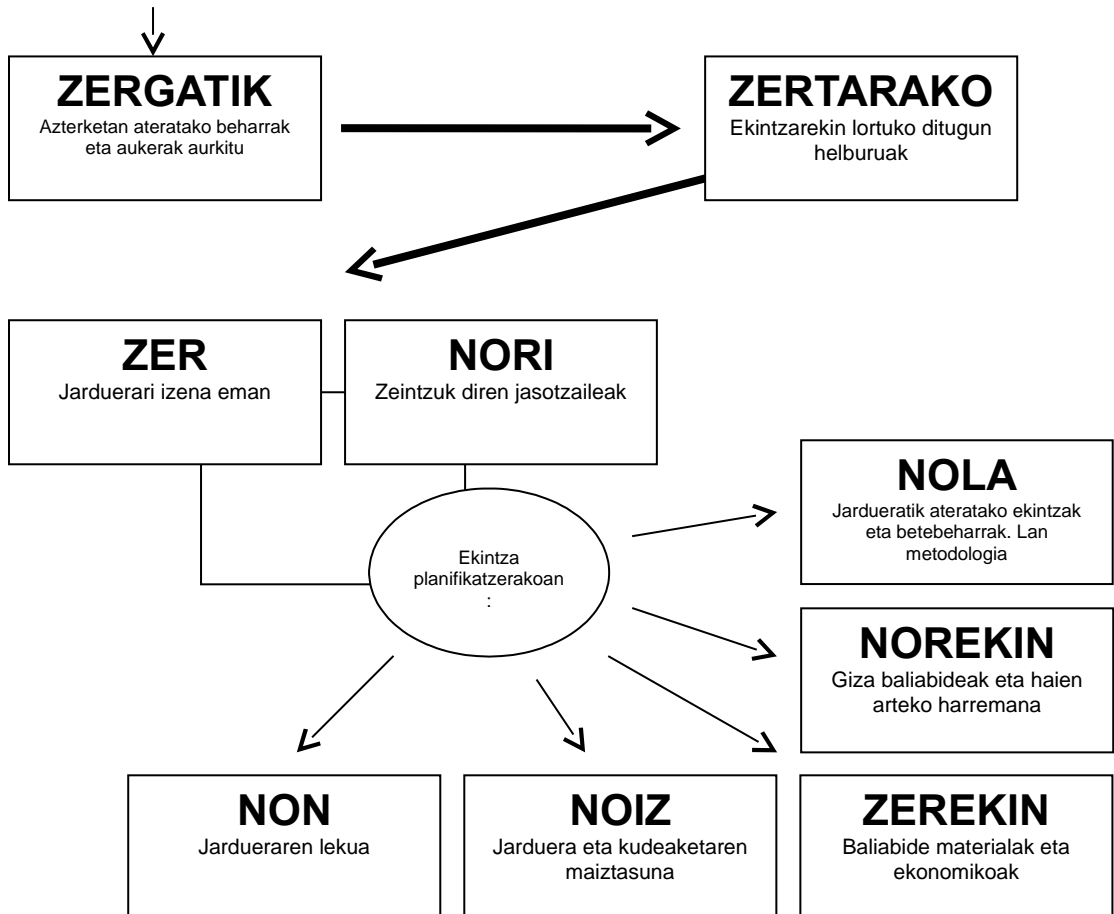 ZERGATIK
Azterketan ateratako beharrak
eta aukerak aurkitu
ZERTARAKO
Ekintzarekin lortuko ditugun
helburuak
ZER
Jarduerari izena eman
NORI
Zeintzuk diren jasotzaileak
NOLA
Jardueratik ateratako ekintzak
eta betebeharrak. Lan
metodologia
Ekintza
planifikatzerakoan
:
NOREKIN
Giza baliabideak eta haien
arteko harremana
NON
Jardueraren lekua
NOIZ
Jarduera eta kudeaketaren
maiztasuna
ZEREKIN
Baliabide materialak eta
ekonomikoak